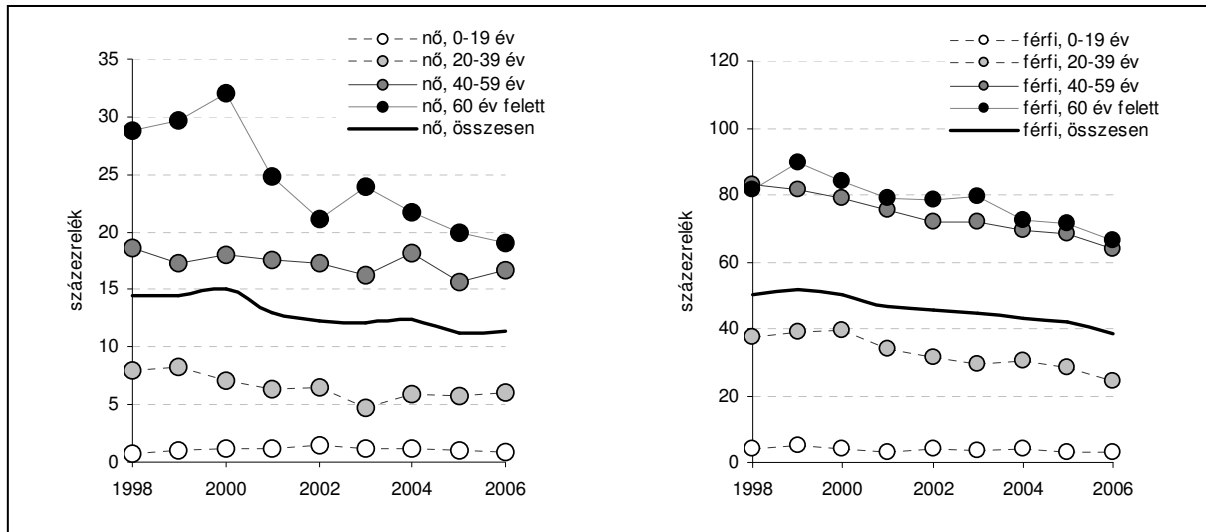 nő, 0-19 év
nő, 20-39 év
nő, 40-59 év
nő, 60 év felett
nő, összesen
35
30
25
20
15
10
5
0
százezrelék
1998
2000
2002
2004
2006
férfi, 0-19 év
férfi, 20-39 év
férfi, 40-59 év
férfi, 60 év felett
férfi, összesen
120
100
80
60
40
20
0
százezrelék
1998
2000
2002
2004
2006